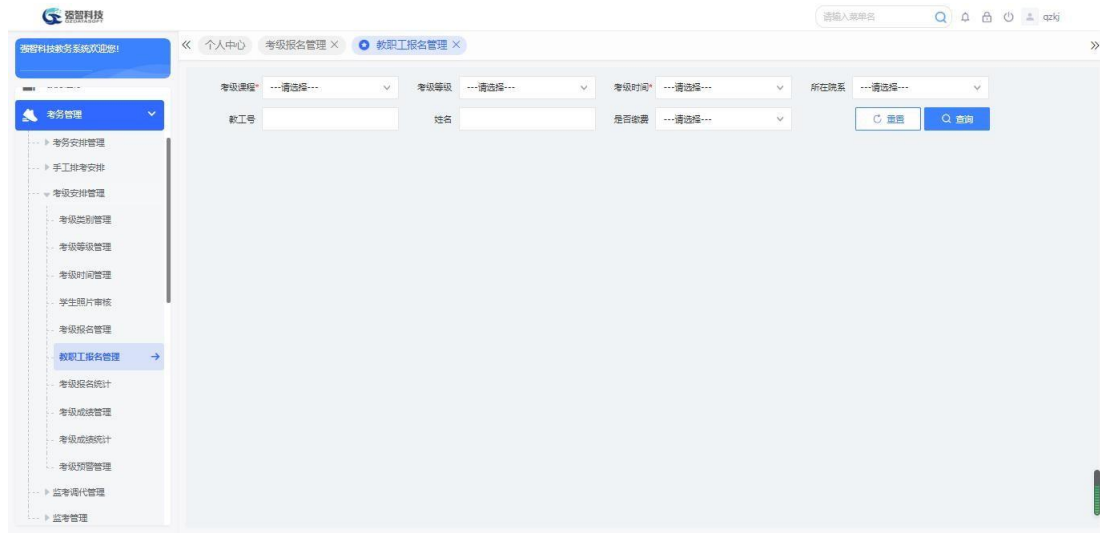 强智科技
QZDATASOFT
请输入菜单名
qzkj
强智科技教务系统欢迎您!
个人中心 考级报名管理 × 教职工报名管理 ×
考级课程* ---请选择--- 考级等级 ---请选择--- 考级时间* ---请选择--- 所在院系 ---请选择---
教工号 姓名 是否缴费 ---请选择--- 重置 查询
考务管理
考务安排管理
手工排考安排
考级安排管理
考级类别管理
考级等级管理
考级时间管理
学生照片审核
考级报名管理
教职工报名管理
考级报名统计
考级成绩管理
考级成绩统计
考级预警管理
监考调代管理
监考管理